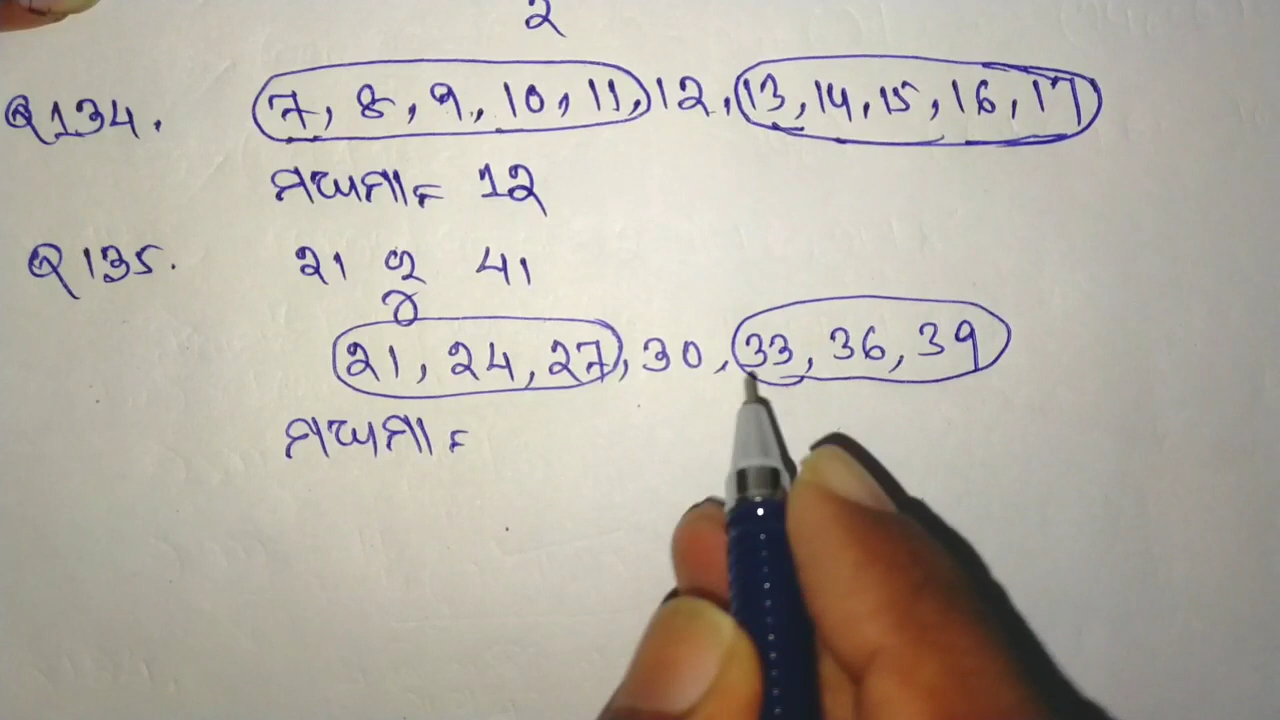 2
Q134. 7, 8, 9, 10, 11, 12, 13, 14, 15, 16, 17
ମଧ୍ୟମା = 12
Q135. 21 ରୁ 41
21, 24, 27, 30, 33, 36, 39
ମଧ୍ୟମା =